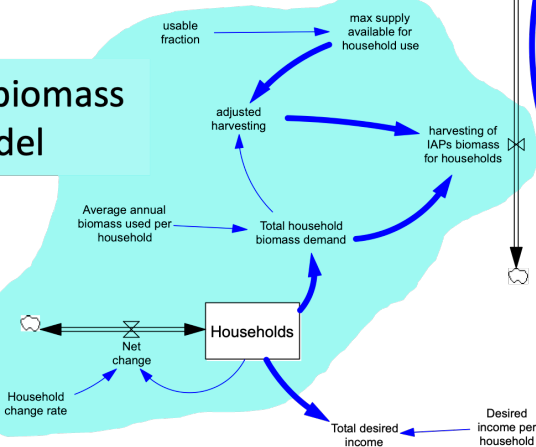 usable
fraction
max supply
available for
household use
biomass
del
adjusted
harvesting
harvesting of
IAPs biomass
for households
Average annual
biomass used per
household
Total household
biomass demand
Households
Net
change
Household
change rate
Total desired
income
Desired
income per
household